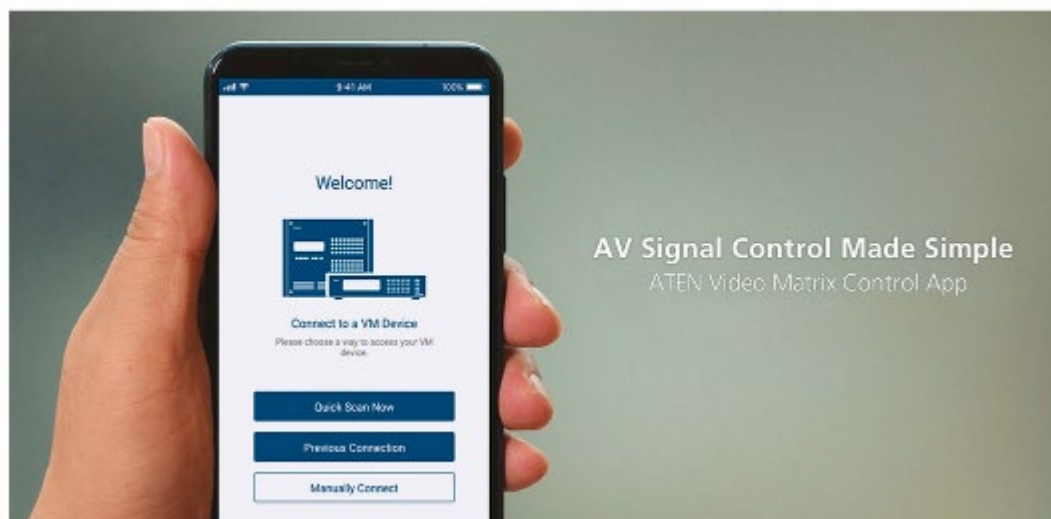 9:41 AM
100%
Welcome!
Connect to a VM Device
Please choose a way to access your VM
device.
Quick Scan Now
Previous Connection
Manually Connect
AV Signal Control Made Simple
ATEN Video Matrix Control App